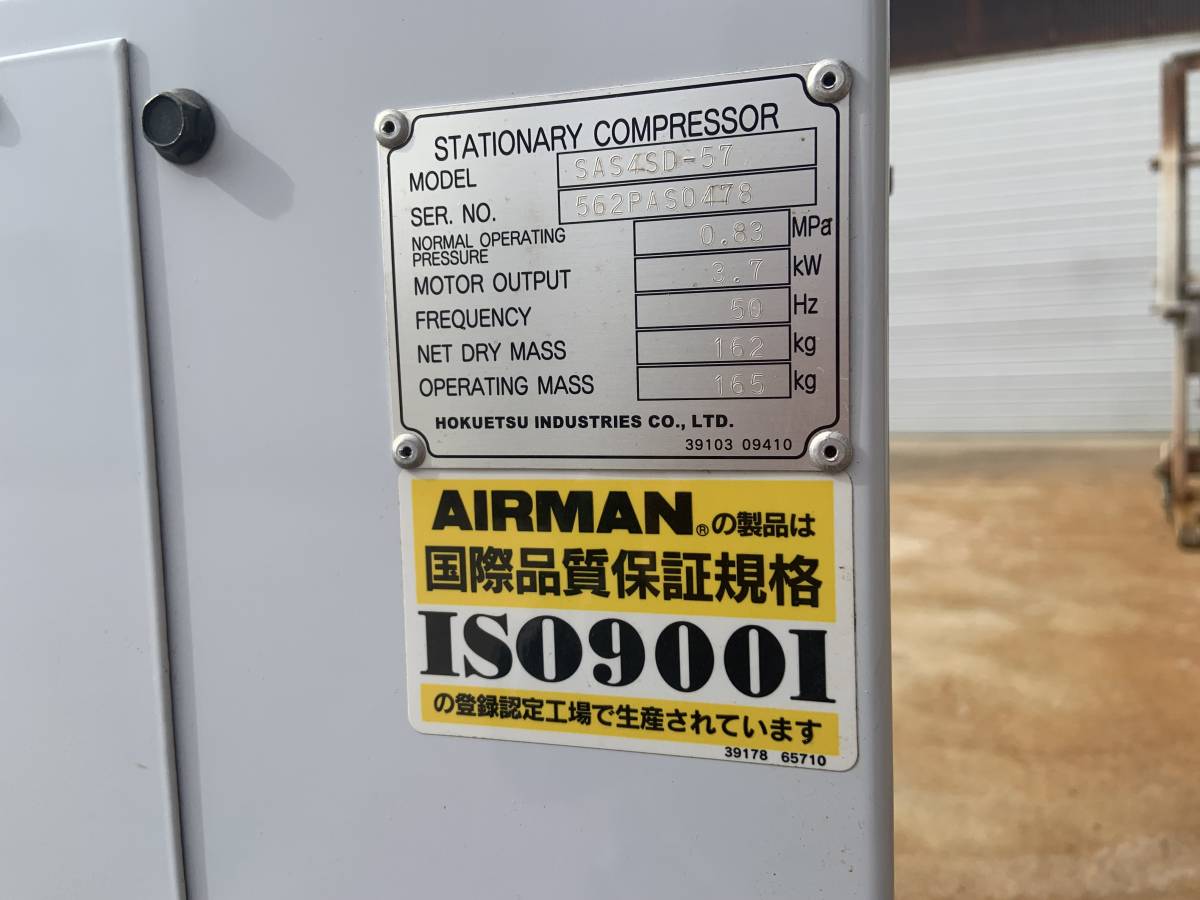 STATIONARY COMPRESSOR
MODEL SAS4SD-57
SER. NO. 562PAS0478
NORMAL OPERATING PRESSURE 0.83 MPa
MOTOR OUTPUT 3.7 kW
FREQUENCY 50 Hz
NET DRY MASS 162 kg
OPERATING MASS 165 kg
HOKUETSU INDUSTRIES CO., LTD.
39103 09410
AIRMAN®の製品は
国際品質保証規格
ISO9001
の登録認定工場で生産されています
39178 65710